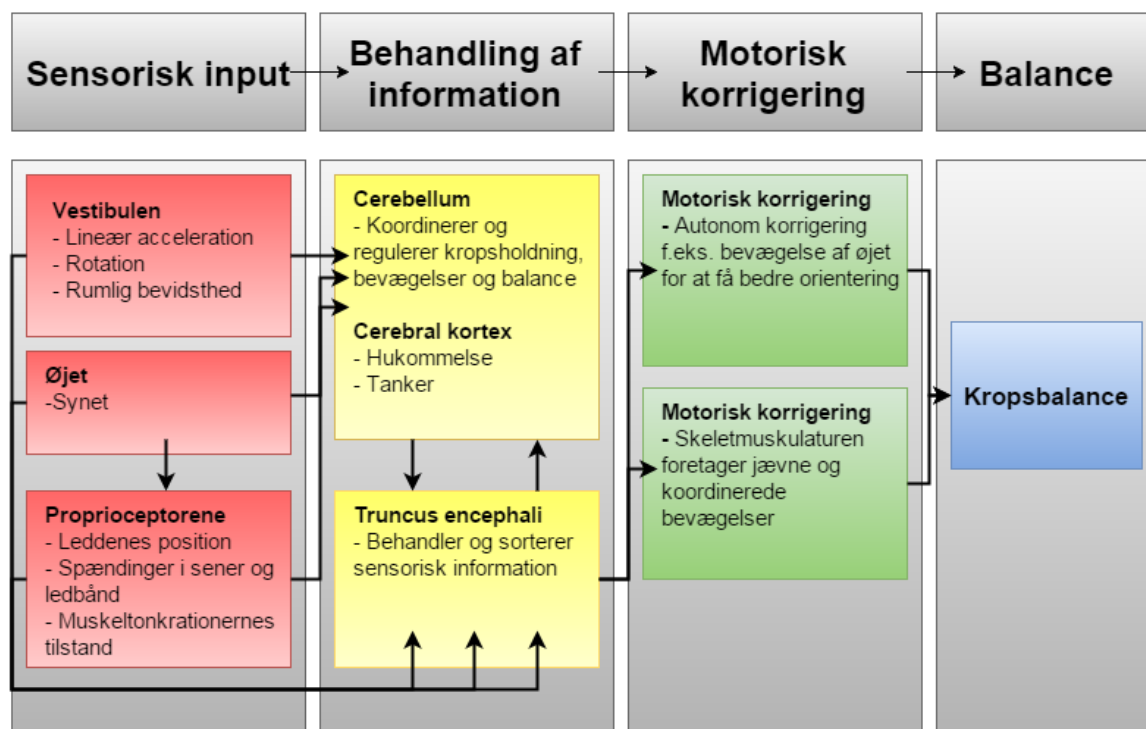 Sensorisk input
Behandling af
information
Motorisk
korrigering
Balance
Vestibulen
- Lineær acceleration
- Rotation
- Rumlig bevidsthed
Øjet
-Synet
Proprioceptorene
- Leddenes position
- Spændinger i sener og
ledbånd
- Muskeltonkrationernes
tilstand
Cerebellum
- Koordinerer og
regulerer kropsholdning,
bevægelser og balance
Cerebral kortex
- Hukommelse
- Tanker
Truncus encephali
- Behandler og sorterer
sensorisk information
Motorisk korrigering
- Autonom korrigering
f.eks. bevægelse af øjet
for at få bedre orientering
Motorisk korrigering
- Skeletmuskulaturen
foretager jævne og
koordinerede
bevægelser
Kropsbalance